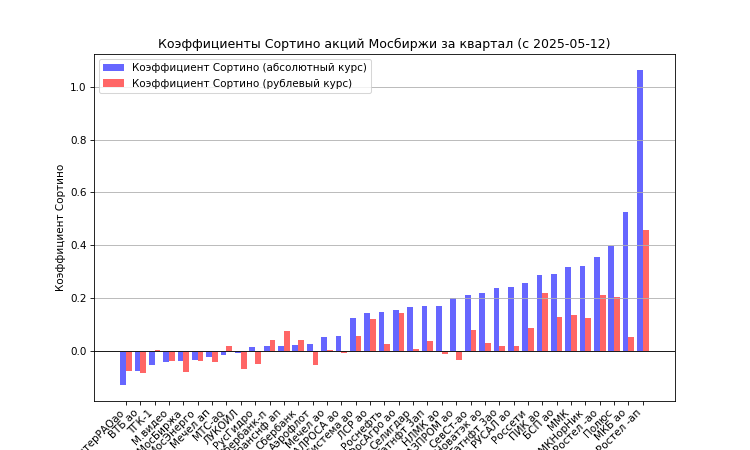 Коэффициенты Сортино акций Мосбиржи за квартал (с 2025-05-12)
Коэффициент Сортино (абсолютный курс)
Коэффициент Сортино (рублевый курс)
Коэффициент Сортино
1.0
0.8
0.6
0.4
0.2
0.0
ВТБ ао
ТГК-1
М.видео
МосБиржа
Мечел ап
МТС-ао
ЛУКОЙЛ
РусГидро
Сбербанк
Аэрофлот
Мечел ао
ЛСР ао
Роснефть
Селигдар
НЛМК ао
РУСАЛ ао
Россети
ПИК ао
БСП ао
ММК
Ростел -ао
Полюс
МКБ ао
Ростел -ап